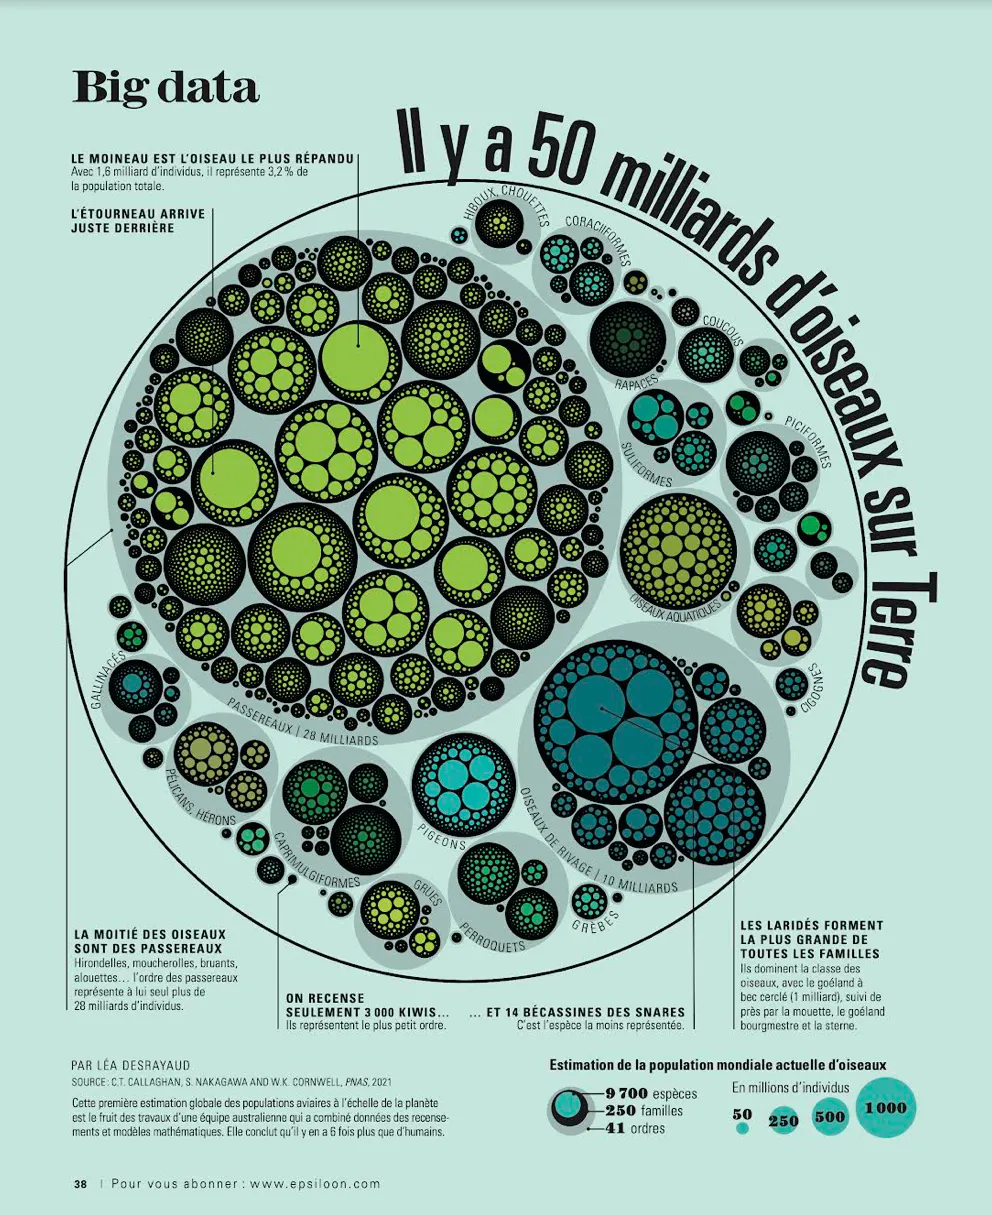 Big data
Il y a 50 milliards d'oiseaux sur Terre
LE MOINEAU EST L'OISEAU LE PLUS RÉPANDU
Avec 1,6 milliard d'individus, il représente 3,2 % de
la population totale.
L'ÉTOURNEAU ARRIVE
JUSTE DERRIÈRE
HIBOUX, CHOUETTES
CORACIIFORMES
COUCOUS
RAPACES
PICIFORMES
SULIFORMES
OISEAUX AQUATIQUES
CIGOGNES
GALLINACÉS
PASSEREAUX | 28 MILLIARDS
PÉLICANS, HÉRONS
CAPRIMULGIFORMES
PIGEONS
OISEAUX DE RIVAGE | 10 MILLIARDS
GRUES
PERROQUETS
GRÈBES
LA MOITIÉ DES OISEAUX
SONT DES PASSEREAUX
Hirondelles, moucherolles, bruants,
alouettes... l'ordre des passereaux
représente à lui seul plus de
28 milliards d'individus.
ON RECENSE
SEULEMENT 3 000 KIWIS...
Ils représentent le plus petit ordre.
... ET 14 BÉCASSINES DES SNARES
C'est l'espèce la moins représentée.
LES LARIDÉS FORMENT
LA PLUS GRANDE DE
TOUTES LES FAMILLES
Ils dominent la classe des
oiseaux, avec le goéland à
bec cerclé (1 milliard), suivi de
près par la mouette, le goéland
bourgmestre et la sterne.
PAR LÉA DESRAYAUD
SOURCE : C.T. CALLAGHAN, S. NAKAGAWA AND W.K. CORNWELL, PNAS, 2021
Cette première estimation globale des populations aviaires à l'échelle de la planète
est le fruit des travaux d'une équipe australienne qui a combiné données des recense-
ments et modèles mathématiques. Elle conclut qu'il y en a 6 fois plus que d'humains.
Estimation de la population mondiale actuelle d'oiseaux
9 700 espèces
250 familles
41 ordres
En millions d'individus
50
250
500
1 000
38 | Pour vous abonner : www.epsiloon.com